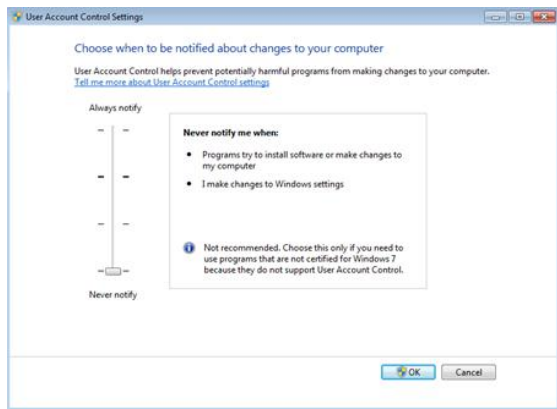 User Account Control Settings
Choose when to be notified about changes to your computer
User Account Control helps prevent potentially harmful programs from making changes to your computer.
Tell me more about User Account Control settings
Always notify
Never notify me when:
Programs try to install software or make changes to
my computer
I make changes to Windows settings
Not recommended. Choose this only if you need to
use programs that are not certified for Windows 7
because they do not support User Account Control.
Never notify
OK
Cancel